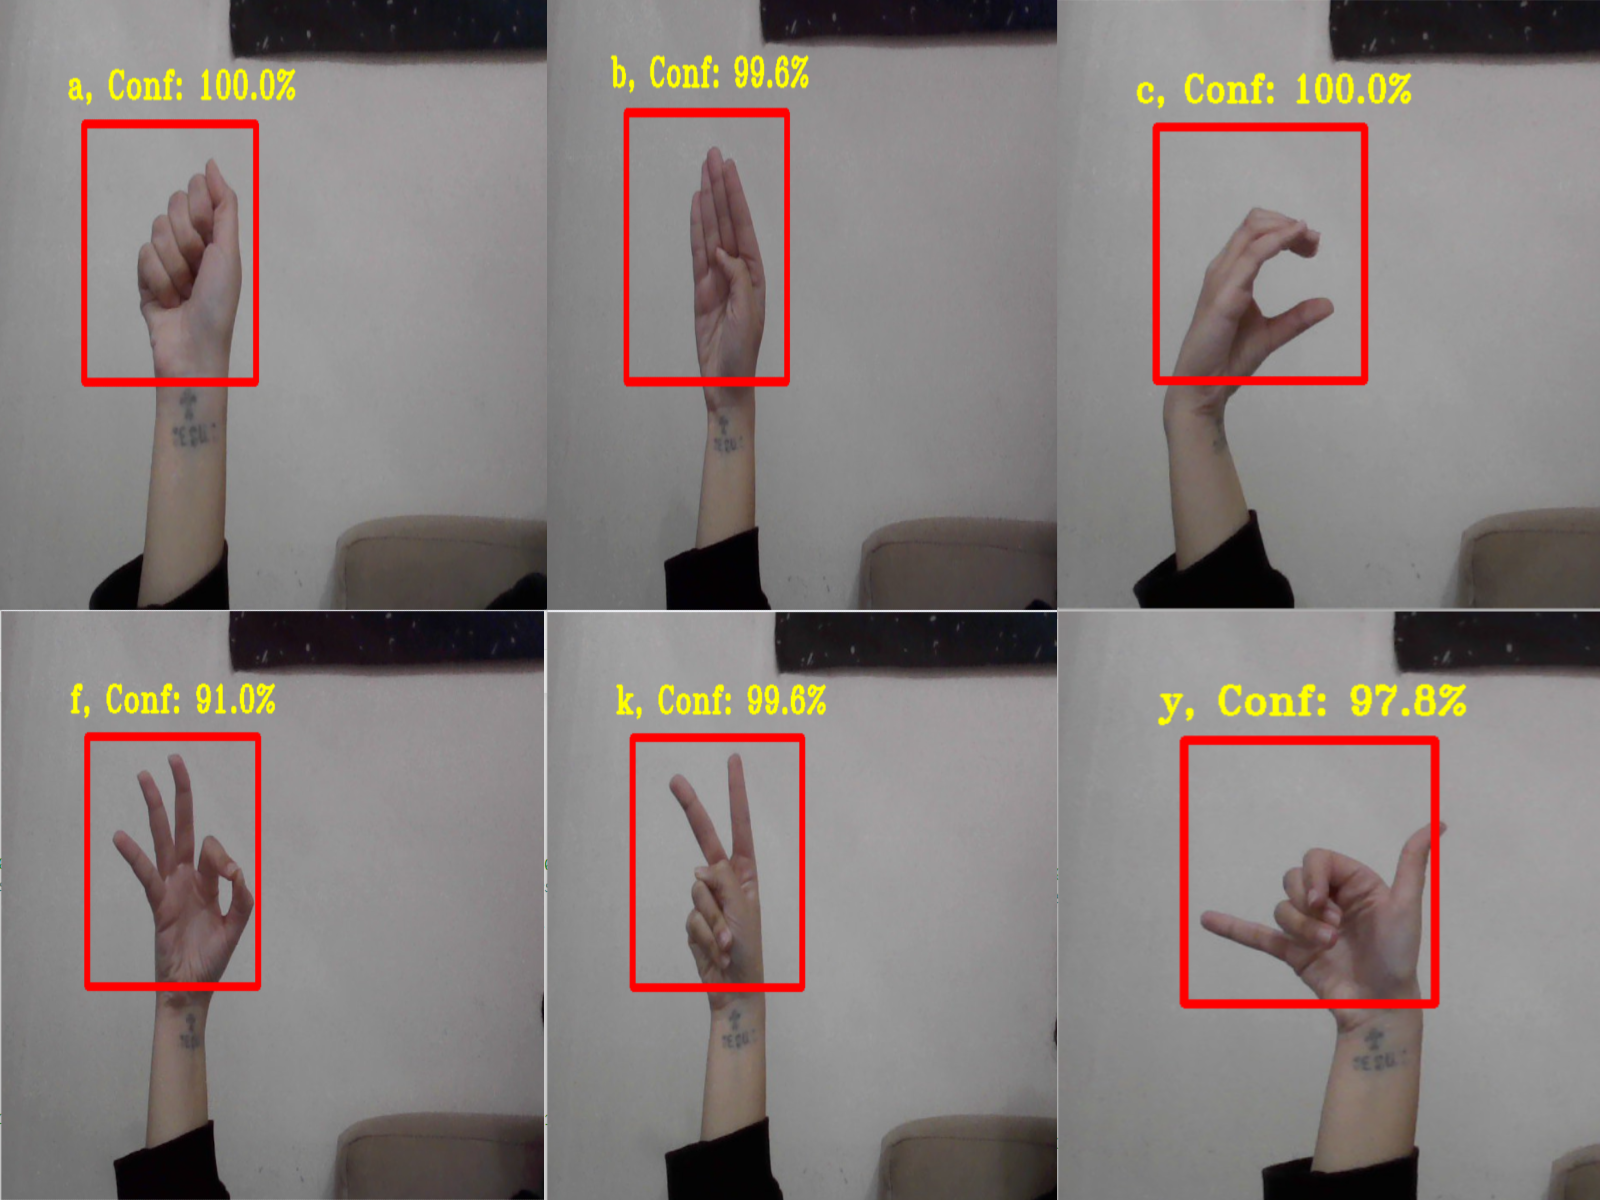 a, Conf: 100.0%
b, Conf: 99.6%
c, Conf: 100.0%
f, Conf: 91.0%
k, Conf: 99.6%
y, Conf: 97.8%